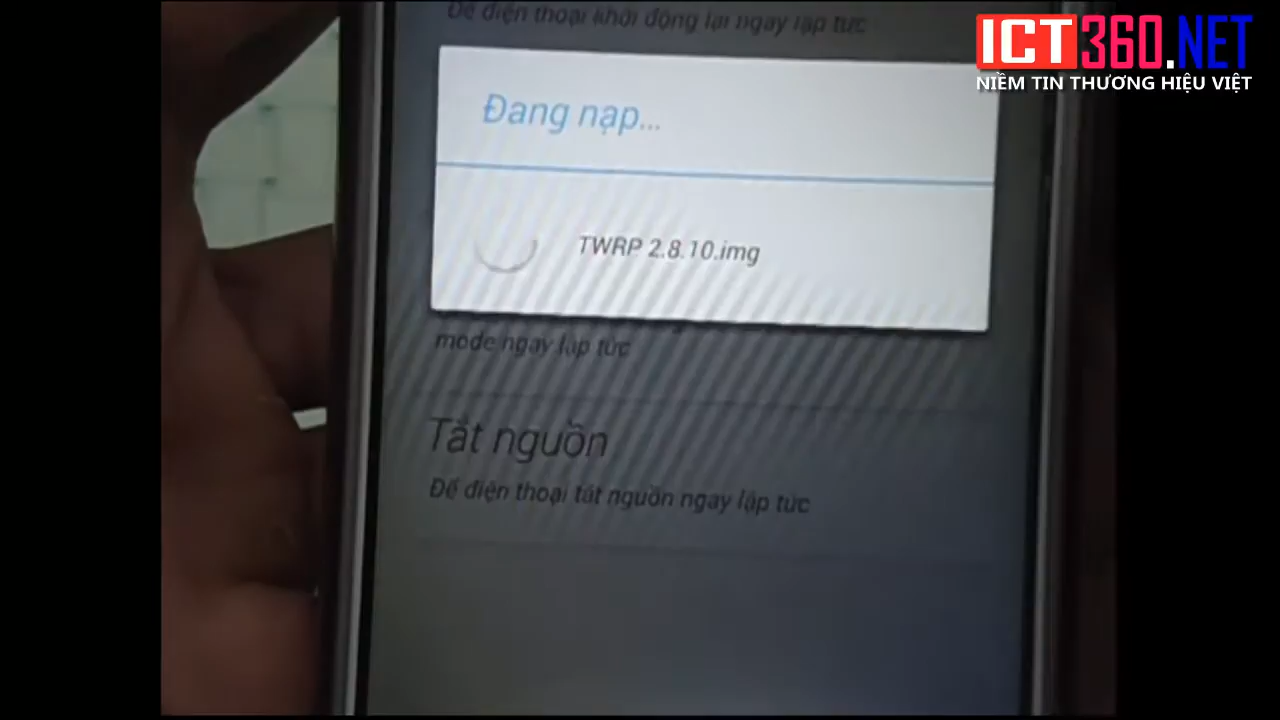 Để điện thoại khởi động lại ngay lập tức
ICT360.NET
NIỀM TIN THƯƠNG HIỆU VIỆT
Đang nạp...
TWRP 2.8.10.img
mode ngay lập tức
Tắt nguồn
Để điện thoại tắt nguồn ngay lập tức